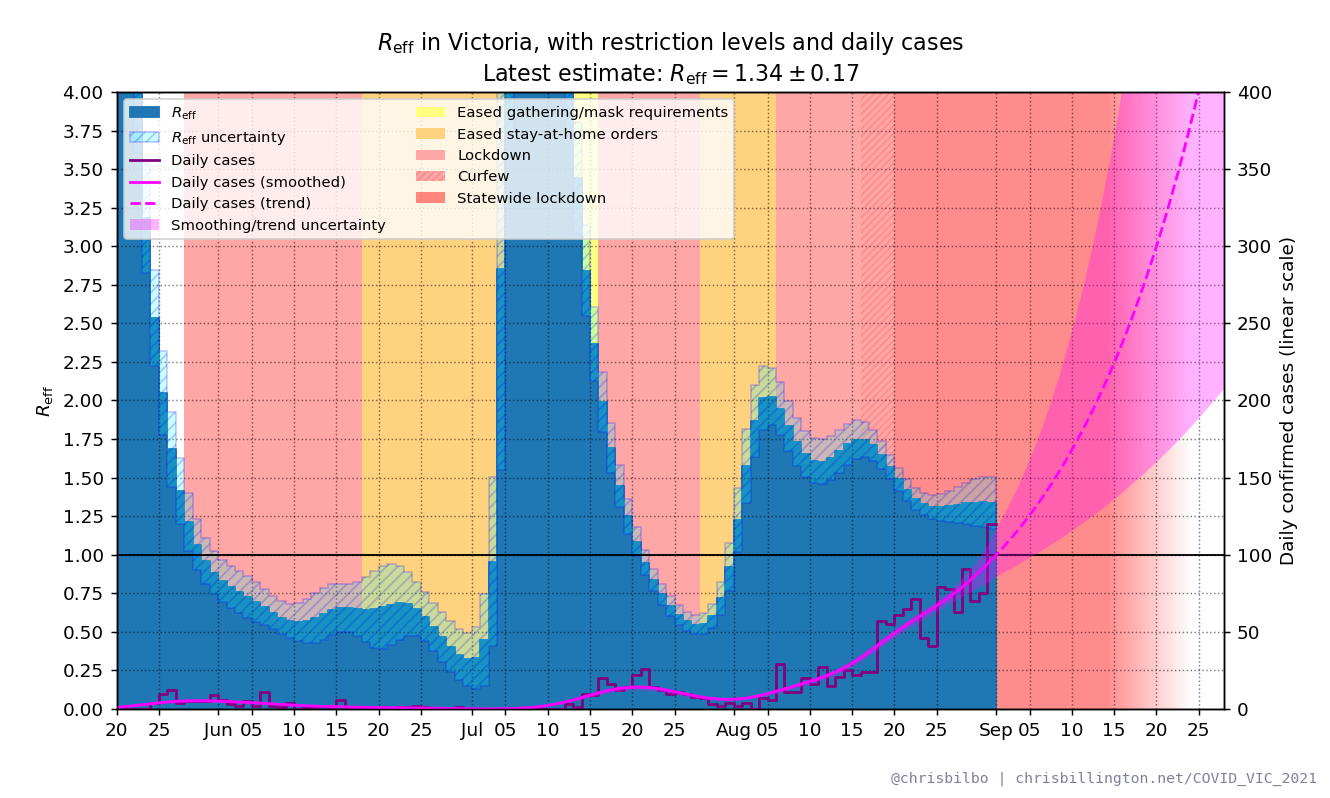 Reff in Victoria, with restriction levels and daily cases
Latest estimate: Reff = 1.34 ± 0.17
Reff
Reff uncertainty
Daily cases
Daily cases (smoothed)
Daily cases (trend)
Smoothing/trend uncertainty
Eased gathering/mask requirements
Eased stay-at-home orders
Lockdown
Curfew
Statewide lockdown
Reff
4.00
3.75
3.50
3.25
3.00
2.75
2.50
2.25
2.00
1.75
1.50
1.25
1.00
0.75
0.50
0.25
0.00
400
350
300
250
200
150
100
50
0
Daily confirmed cases (linear scale)
20 25 Jun 05 10 15 20 25 Jul 05 10 15 20 25 Aug 05 10 15 20 25 Sep 05 10 15 20 25
@chrisbilbo | chrisbillington.net/COVID_VIC_2021